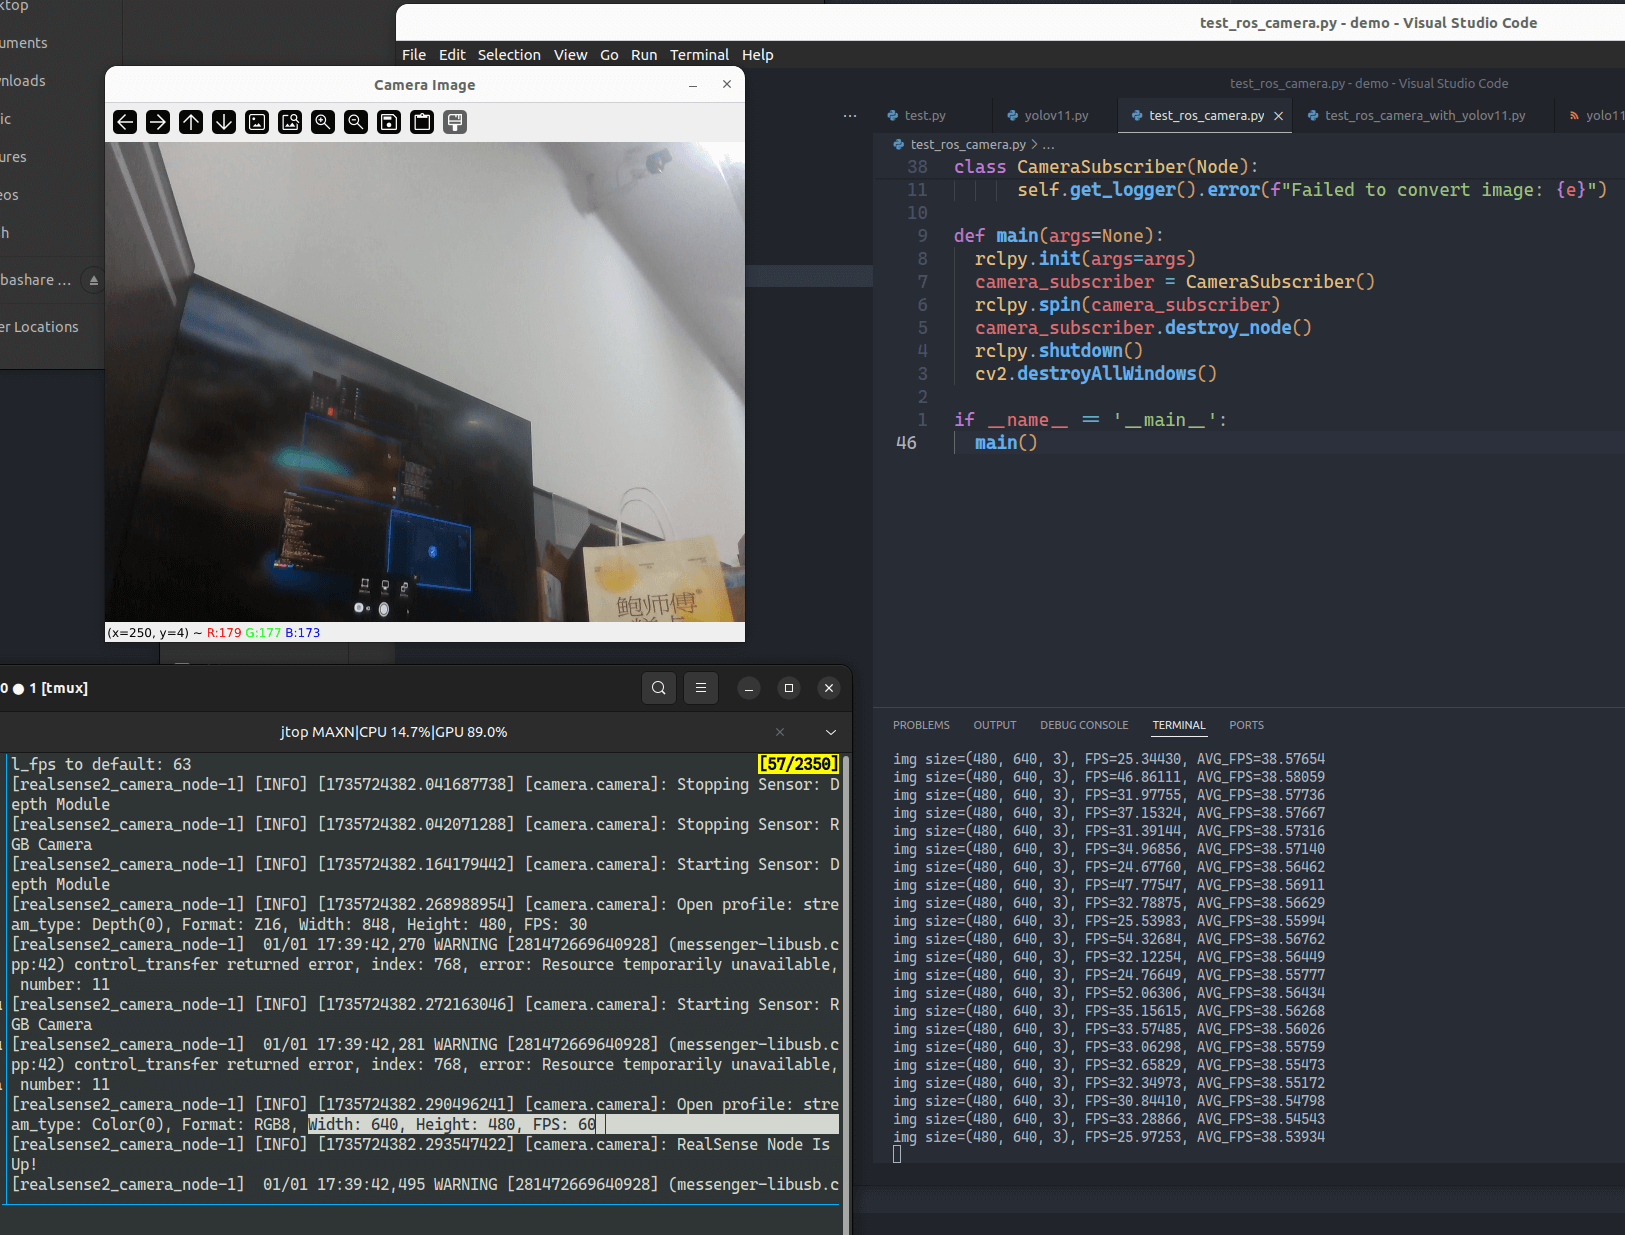 ktop
uments
nloads
ic
ures
eos
h
bashare ...
er Locations
test_ros_camera.py - demo - Visual Studio Code
File Edit Selection View Go Run Terminal Help
test_ros_camera.py - demo - Visual Studio Code
Camera Image
(x=250, y=4) ~ R:179 G:177 B:173
鲍师傅
... test.py yolov11.py test_ros_camera.py test_ros_camera_with_yolov11.py yolo11
test_ros_camera.py > ...
38 class CameraSubscriber(Node):
11 self.get_logger().error(f"Failed to convert image: {e}")
10
9 def main(args=None):
8 rclpy.init(args=args)
7 camera_subscriber = CameraSubscriber()
6 rclpy.spin(camera_subscriber)
5 camera_subscriber.destroy_node()
4 rclpy.shutdown()
3 cv2.destroyAllWindows()
2
1 if __name__ == '__main__':
46 main()
0 ● 1 [tmux]
jtop MAXN|CPU 14.7%|GPU 89.0%
l_fps to default: 63 [57/2350]
[realsense2_camera_node-1] [INFO] [1735724382.041687738] [camera.camera]: Stopping Sensor: D
epth Module
[realsense2_camera_node-1] [INFO] [1735724382.042071288] [camera.camera]: Stopping Sensor: R
GB Camera
[realsense2_camera_node-1] [INFO] [1735724382.164179442] [camera.camera]: Starting Sensor: D
epth Module
[realsense2_camera_node-1] [INFO] [1735724382.268988954] [camera.camera]: Open profile: stre
am_type: Depth(0), Format: Z16, Width: 848, Height: 480, FPS: 30
[realsense2_camera_node-1] 01/01 17:39:42,270 WARNING [281472669640928] (messenger-libusb.c
pp:42) control_transfer returned error, index: 768, error: Resource temporarily unavailable,
number: 11
[realsense2_camera_node-1] [INFO] [1735724382.272163046] [camera.camera]: Starting Sensor: R
GB Camera
[realsense2_camera_node-1] 01/01 17:39:42,281 WARNING [281472669640928] (messenger-libusb.c
pp:42) control_transfer returned error, index: 768, error: Resource temporarily unavailable,
number: 11
[realsense2_camera_node-1] [INFO] [1735724382.290496241] [camera.camera]: Open profile: stre
am_type: Color(0), Format: RGB8, Width: 640, Height: 480, FPS: 60
[realsense2_camera_node-1] [INFO] [1735724382.293547422] [camera.camera]: RealSense Node Is
Up!
[realsense2_camera_node-1] 01/01 17:39:42,495 WARNING [281472669640928] (messenger-libusb.c
PROBLEMS OUTPUT DEBUG CONSOLE TERMINAL PORTS
img size=(480, 640, 3), FPS=25.34430, AVG_FPS=38.57654
img size=(480, 640, 3), FPS=46.86111, AVG_FPS=38.58059
img size=(480, 640, 3), FPS=31.97755, AVG_FPS=38.57736
img size=(480, 640, 3), FPS=37.15324, AVG_FPS=38.57667
img size=(480, 640, 3), FPS=31.39144, AVG_FPS=38.57316
img size=(480, 640, 3), FPS=34.96856, AVG_FPS=38.57140
img size=(480, 640, 3), FPS=24.67760, AVG_FPS=38.56462
img size=(480, 640, 3), FPS=47.77547, AVG_FPS=38.56911
img size=(480, 640, 3), FPS=32.78875, AVG_FPS=38.56629
img size=(480, 640, 3), FPS=25.53983, AVG_FPS=38.55994
img size=(480, 640, 3), FPS=54.32684, AVG_FPS=38.56762
img size=(480, 640, 3), FPS=32.12254, AVG_FPS=38.56449
img size=(480, 640, 3), FPS=24.76649, AVG_FPS=38.55777
img size=(480, 640, 3), FPS=52.06306, AVG_FPS=38.56434
img size=(480, 640, 3), FPS=35.15615, AVG_FPS=38.56268
img size=(480, 640, 3), FPS=33.57485, AVG_FPS=38.56026
img size=(480, 640, 3), FPS=33.06298, AVG_FPS=38.55759
img size=(480, 640, 3), FPS=32.65829, AVG_FPS=38.55473
img size=(480, 640, 3), FPS=32.34973, AVG_FPS=38.55172
img size=(480, 640, 3), FPS=30.84410, AVG_FPS=38.54798
img size=(480, 640, 3), FPS=33.28866, AVG_FPS=38.54543
img size=(480, 640, 3), FPS=25.97253, AVG_FPS=38.53934